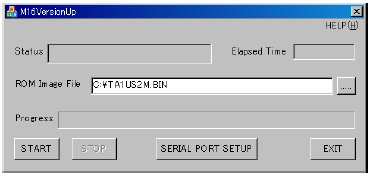 M16VersionUp
HELP(H)
Status
Elapsed Time
ROM Image File
C:¥TA1US2M.BIN
.....
Progress
START
STOP
SERIAL PORT SETUP
EXIT